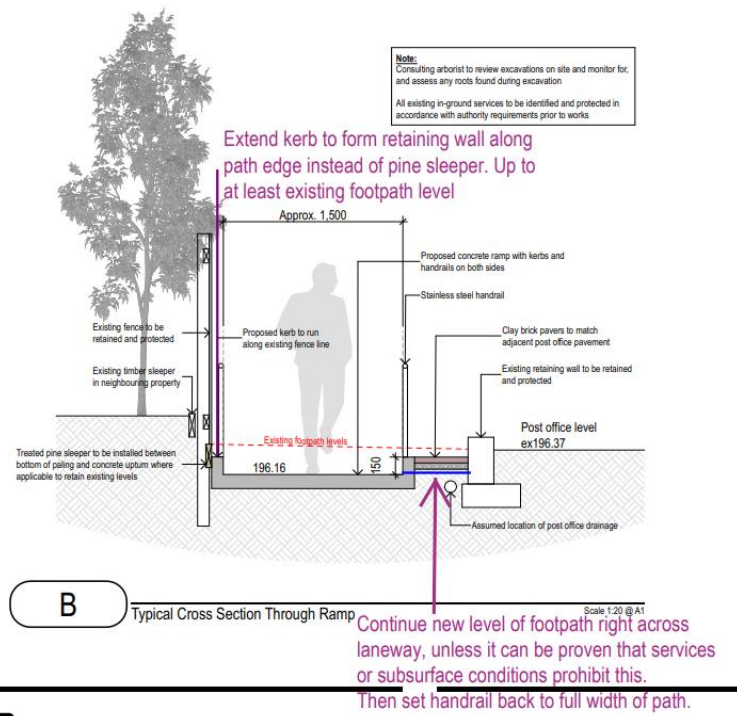 Note:
Consulting arborist to review excavations on site and monitor for,
and assess any roots found during excavation
All existing in-ground services to be identified and protected in
accordance with authority requirements prior to works
Extend kerb to form retaining wall along
path edge instead of pine sleeper. Up to
at least existing footpath level
Approx. 1,500
Proposed concrete ramp with kerbs and
handrails on both sides
Stainless steel handrail
Existing fence to be
retained and protected
Proposed kerb to run
along existing fence line
Clay brick pavers to match
adjacent post office pavement
Existing timber sleeper
in neighbouring property
Existing retaining wall to be retained
and protected
Post office level
ex196.37
Existing footpath levels
Treated pine sleeper to be installed between
bottom of paling and concrete upturn where
applicable to retain existing levels
196.16
150
Assumed location of post office drainage
B
Typical Cross Section Through Ramp
Scale 1:20 @ A1
Continue new level of footpath right across
laneway, unless it can be proven that services
or subsurface conditions prohibit this.
Then set handrail back to full width of path.